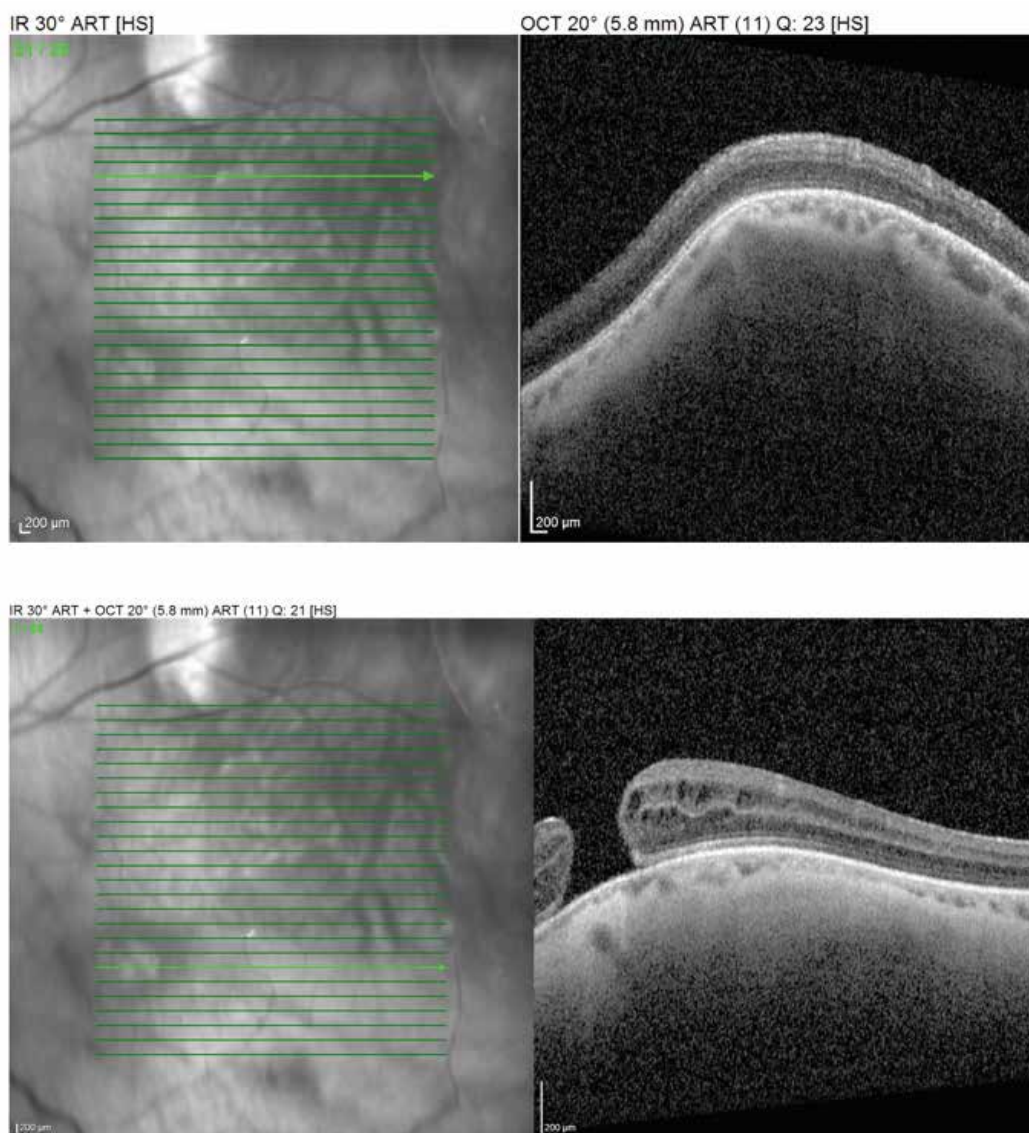 IR 30° ART [HS]
OCT 20° (5.8 mm) ART (11) Q: 23 [HS]
200 µm
200 µm
IR 30° ART + OCT 20° (5.8 mm) ART (11) Q: 21 [HS]
200 µm
200 µm